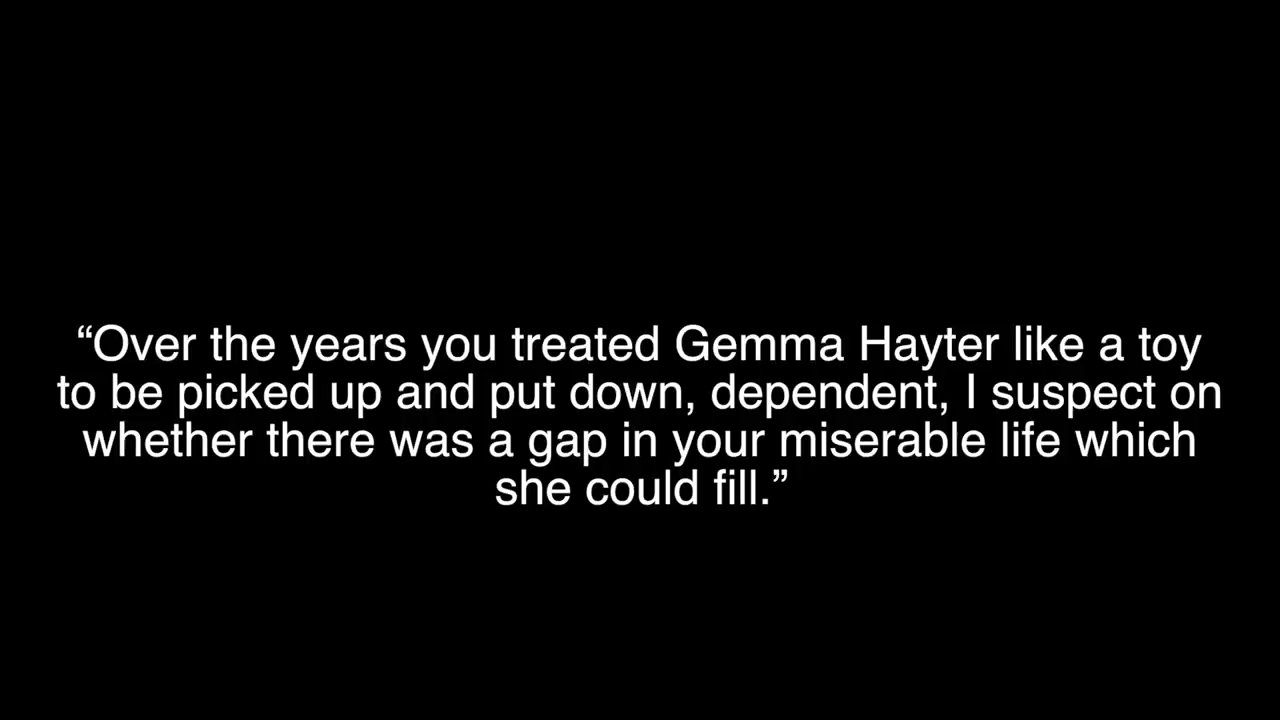 “Over the years you treated Gemma Hayter like a toy
to be picked up and put down, dependent, I suspect on
whether there was a gap in your miserable life which
she could fill.”